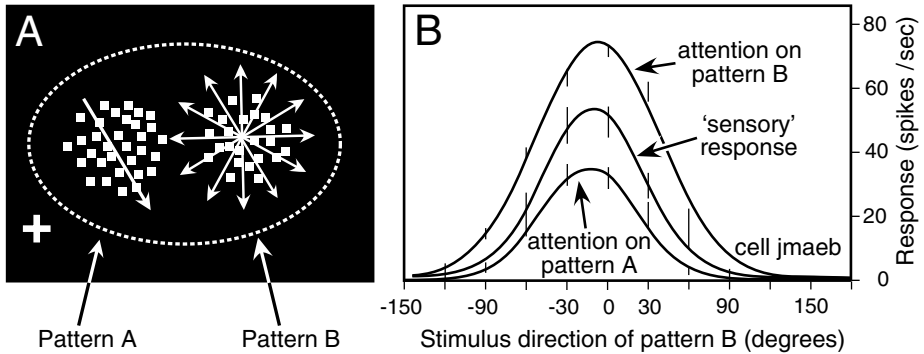 A
Pattern A
Pattern B
B
attention on
pattern B
'sensory'
response
attention on
pattern A
cell jmaeb
80
60
40
20
0
Response (spikes / sec)
-150
-90
-30
0
30
90
150
Stimulus direction of pattern B (degrees)